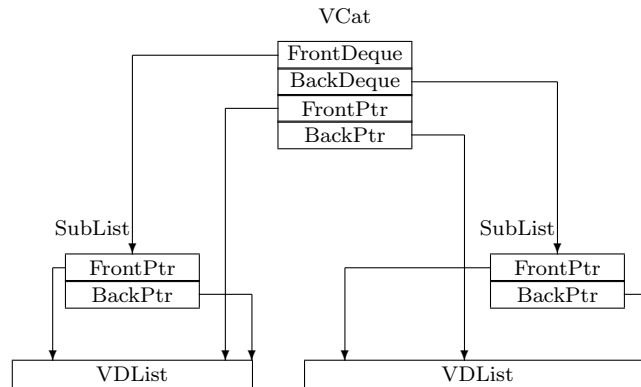 VCat
FrontDeque
BackDeque
FrontPtr
BackPtr
SubList
FrontPtr
BackPtr
SubList
FrontPtr
BackPtr
VDList
VDList